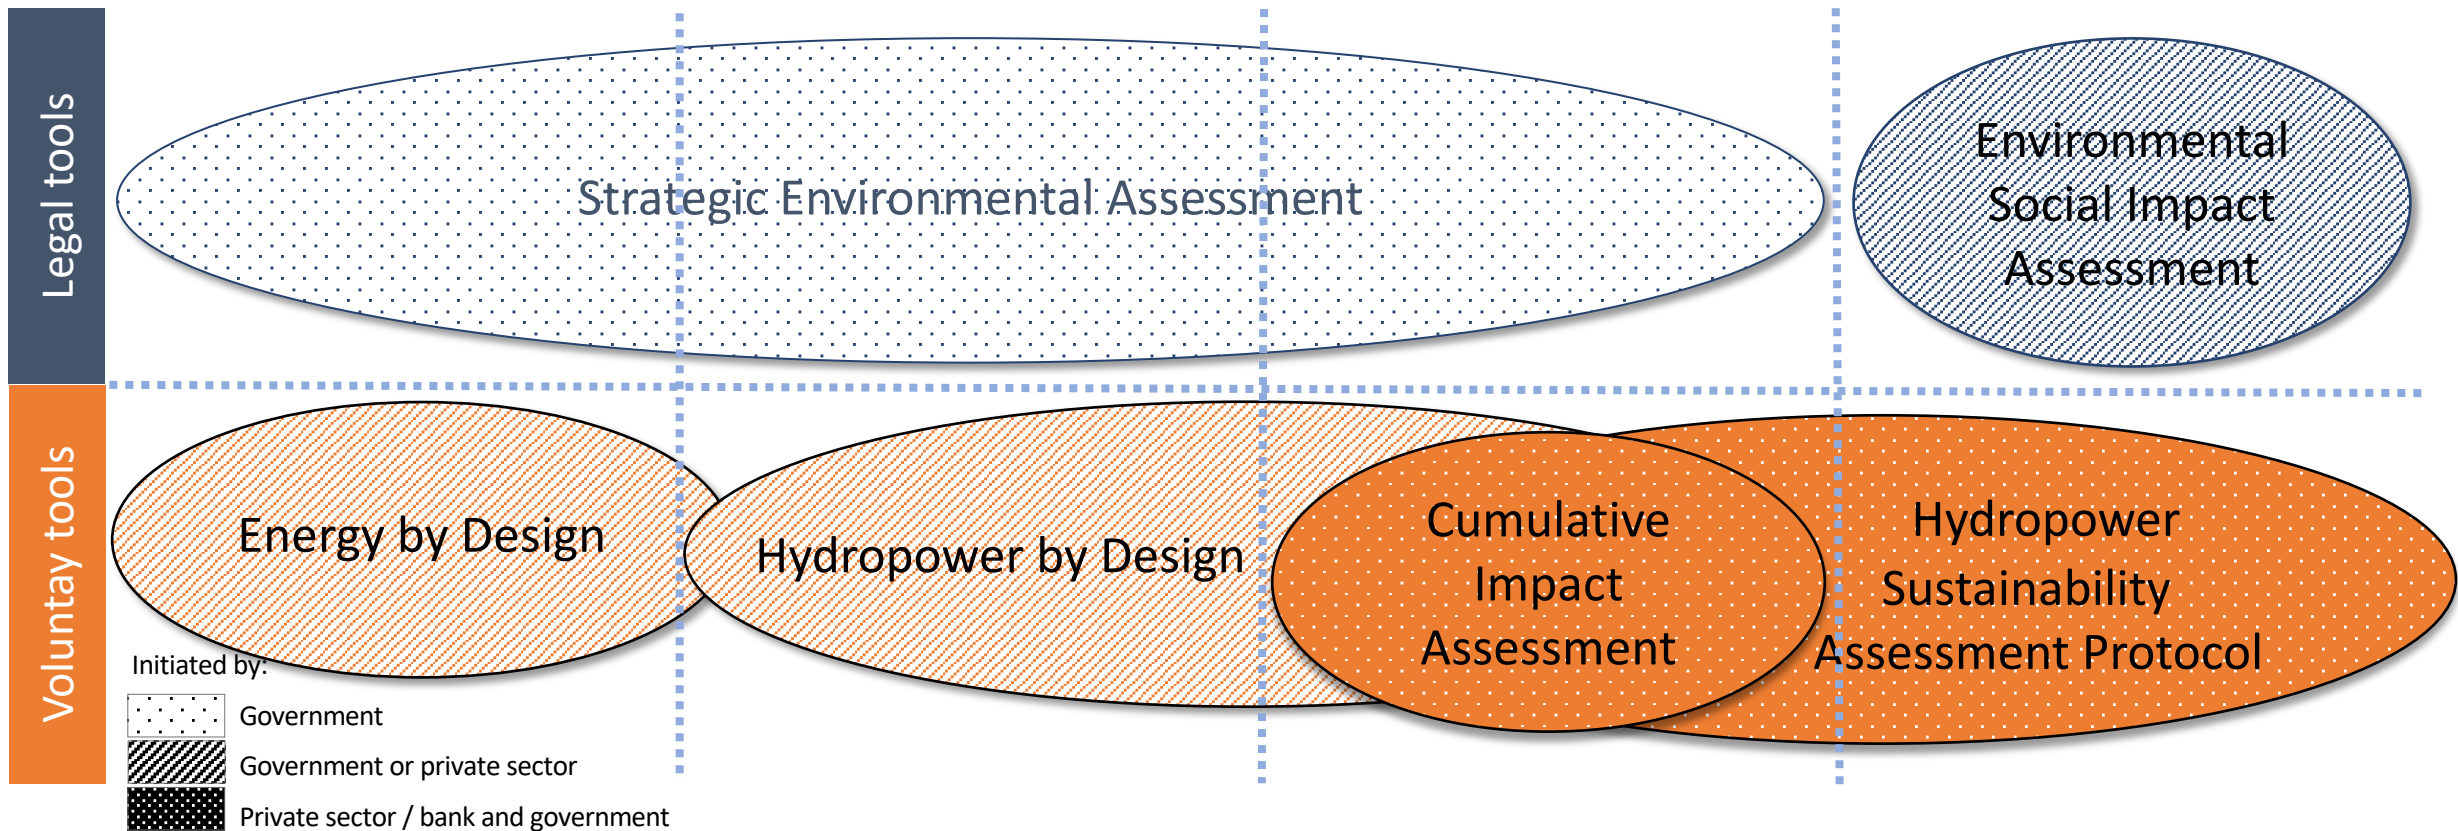 Legal tools
Strategic Environmental Assessment
Environmental
Social Impact
Assessment
Voluntay tools
Energy by Design
Hydropower by Design
Cumulative
Impact
Assessment
Hydropower
Sustainability
Assessment Protocol
Initiated by:
Government
Government or private sector
Private sector / bank and government